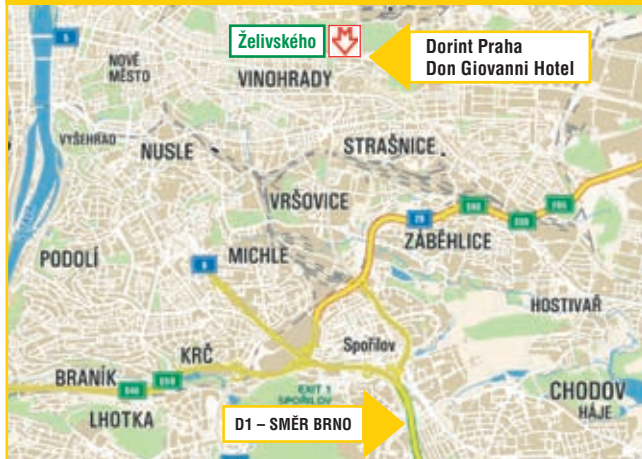 Želivského
Dorint Praha
Don Giovanni Hotel
NOVÉ
MĚSTO
VINOHRADY
VYŠEHRAD
NUSLE
STRAŠNICE
VRŠOVICE
PODOLÍ
MICHLE
ZÁBĚHLICE
HOSTIVAŘ
Spořilov
KRČ
BRANÍK
EXIT 1
SPOŘILOV
CHODOV
HÁJE
LHOTKA
D1 – SMĚR BRNO